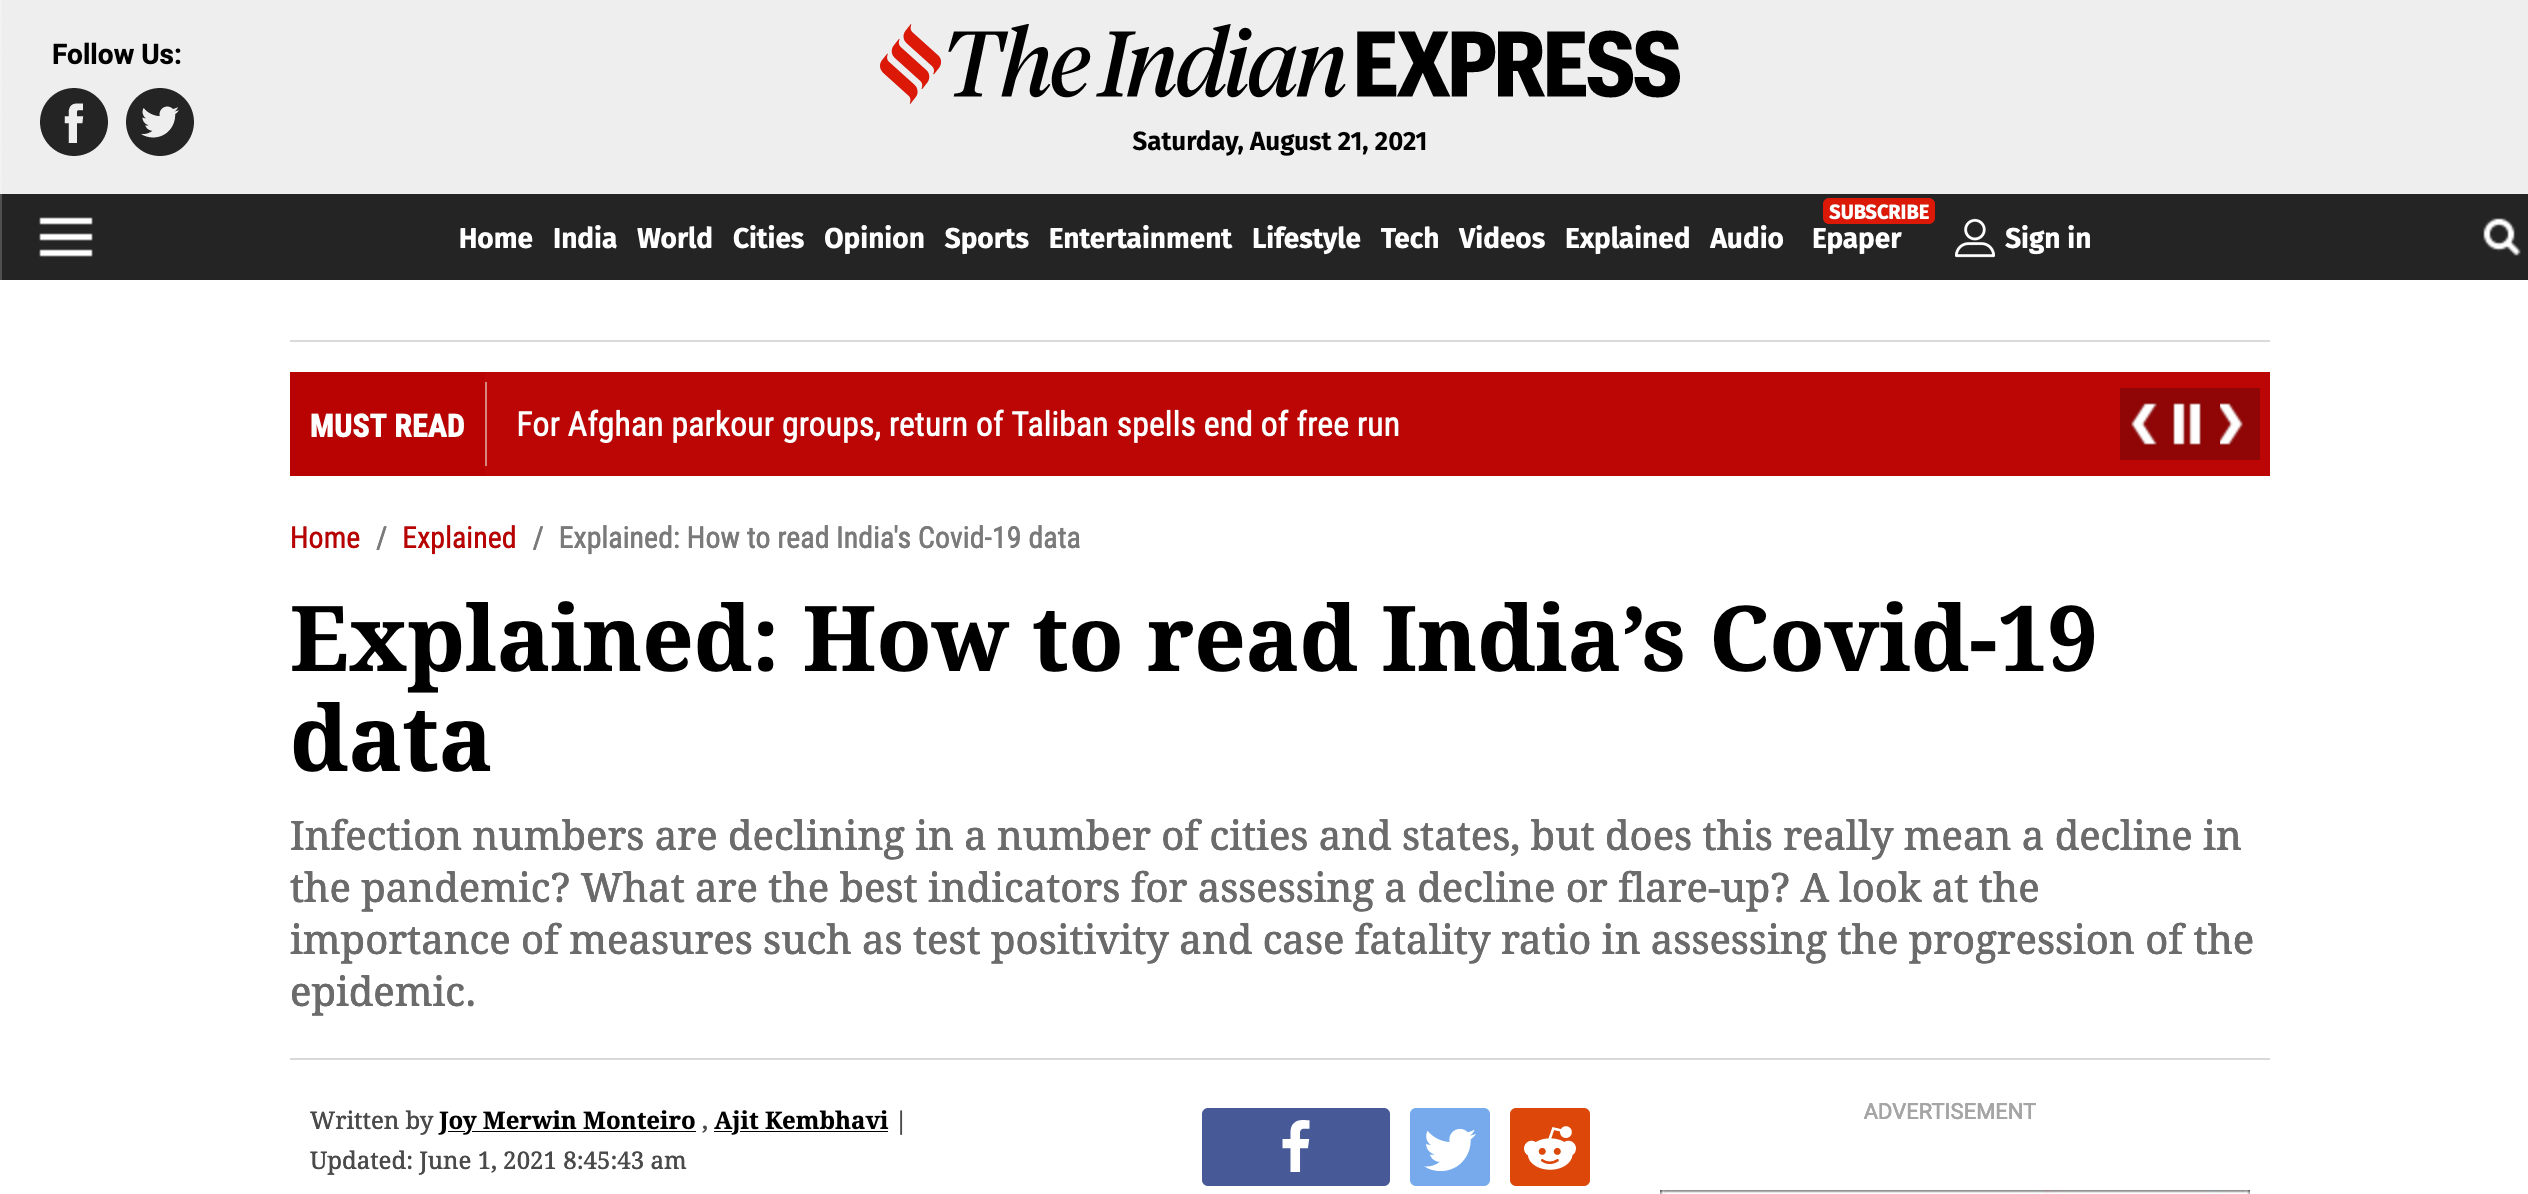 Follow Us:
The Indian EXPRESS
Saturday, August 21, 2021
Home India World Cities Opinion Sports Entertainment Lifestyle Tech Videos Explained Audio Epaper SUBSCRIBE Sign in
MUST READ For Afghan parkour groups, return of Taliban spells end of free run
Home / Explained / Explained: How to read India's Covid-19 data
Explained: How to read India’s Covid-19
data
Infection numbers are declining in a number of cities and states, but does this really mean a decline in
the pandemic? What are the best indicators for assessing a decline or flare-up? A look at the
importance of measures such as test positivity and case fatality ratio in assessing the progression of the
epidemic.
Written by Joy Merwin Monteiro , Ajit Kembhavi |
Updated: June 1, 2021 8:45:43 am
ADVERTISEMENT